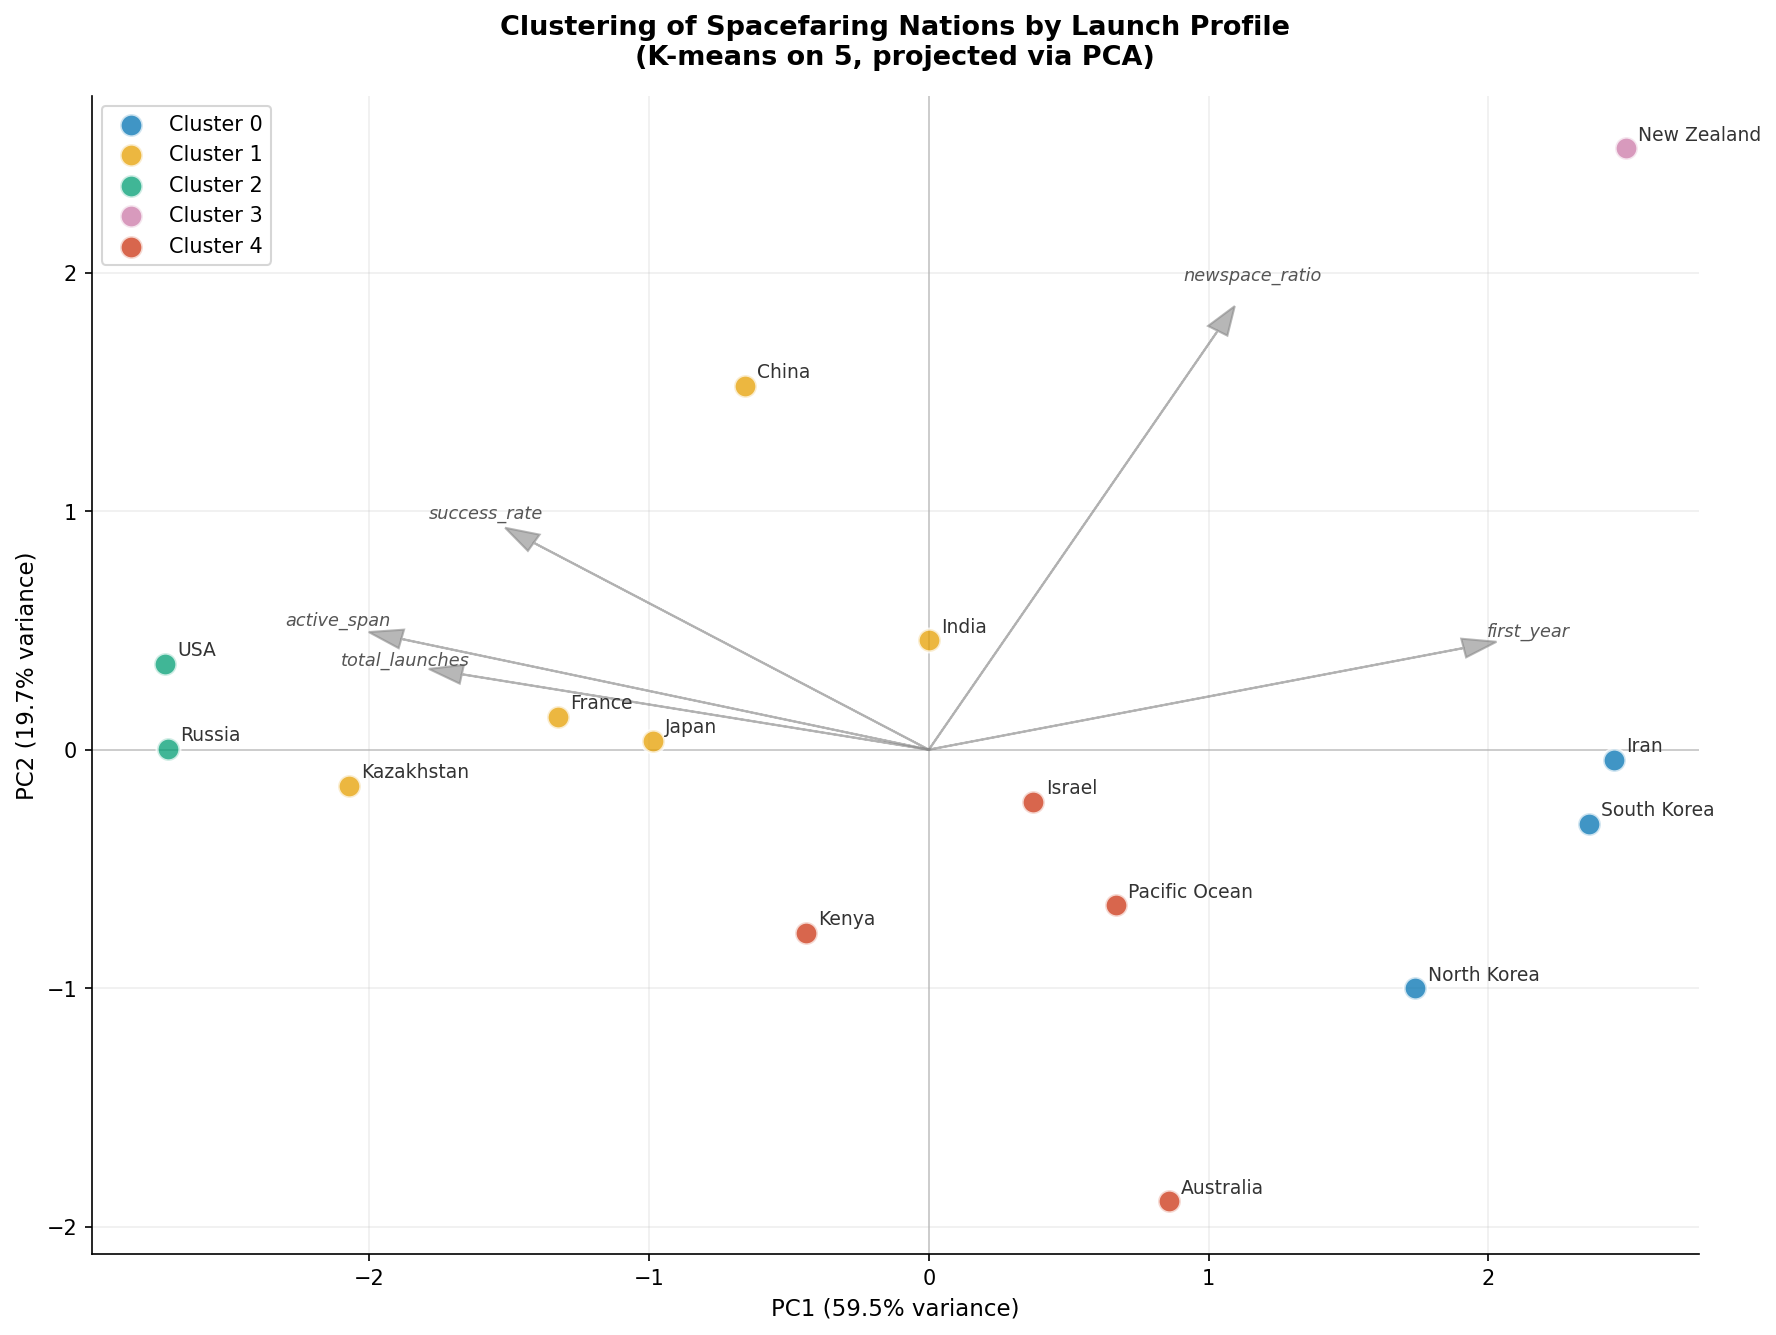 Clustering of Spacefaring Nations by Launch Profile
(K-means on 5, projected via PCA)
Cluster 0
Cluster 1
Cluster 2
Cluster 3
Cluster 4
New Zealand
newspace_ratio
China
success_rate
active_span
India
first_year
USA
total_launches
France
Japan
Russia
Kazakhstan
Iran
Israel
South Korea
Pacific Ocean
Kenya
North Korea
Australia
2
1
0
−1
−2
PC2 (19.7% variance)
−2
−1
0
1
2
PC1 (59.5% variance)